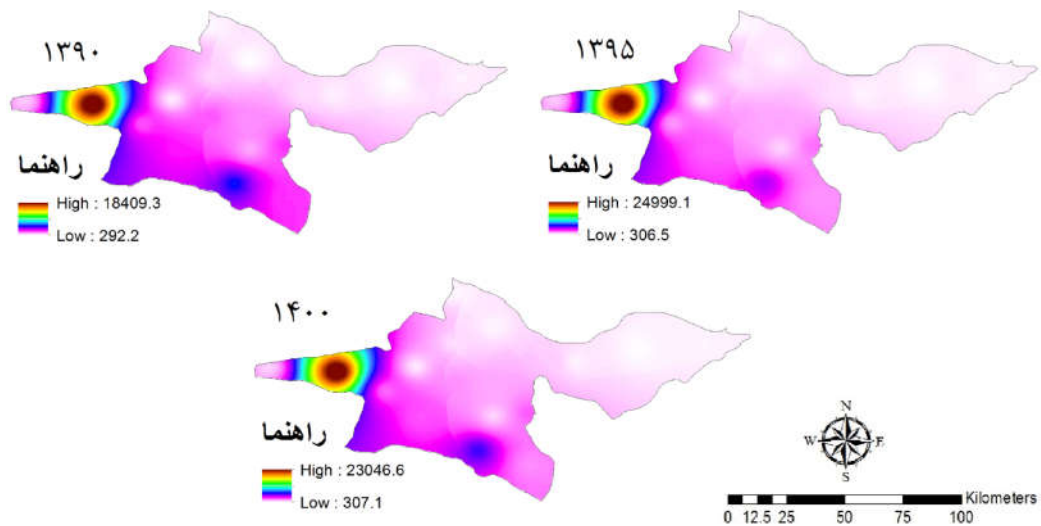 ۱۳۹۰
راهنما
High : 18409.3
Low : 292.2
۱۳۹۵
راهنما
High : 24999.1
Low : 306.5
۱۴۰۰
راهنما
High : 23046.6
Low : 307.1
N
W E
S
Kilometers
0 12.5 25 50 75 100